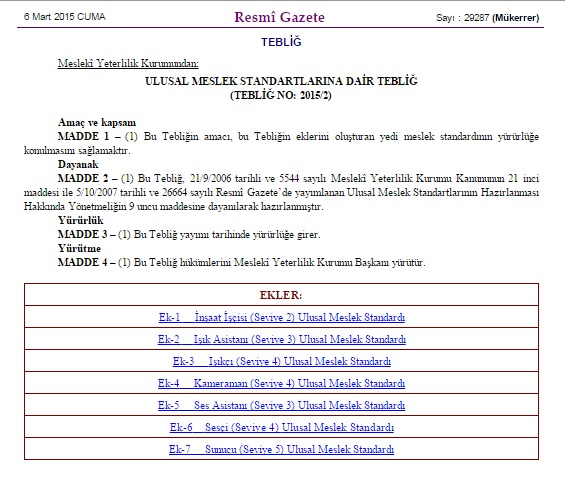 6 Mart 2015 CUMA
Resmî Gazete
Sayı : 29287 (Mükerrer)
TEBLİĞ
Meslekî Yeterlilik Kurumundan:
ULUSAL MESLEK STANDARTLARINA DAİR TEBLİĞ
(TEBLİĞ NO: 2015/2)
Amaç ve kapsam
MADDE 1 – (1) Bu Tebliğin amacı, bu Tebliğin eklerini oluşturan yedi meslek standardının yürürlüğe
konulmasını sağlamaktır.
Dayanak
MADDE 2 – (1) Bu Tebliğ, 21/9/2006 tarihli ve 5544 sayılı Meslekî Yeterlilik Kurumu Kanununun 21 inci
maddesi ile 5/10/2007 tarihli ve 26664 sayılı Resmî Gazete’de yayımlanan Ulusal Meslek Standartlarının Hazırlanması
Hakkında Yönetmeliğin 9 uncu maddesine dayanılarak hazırlanmıştır.
Yürürlük
MADDE 3 – (1) Bu Tebliğ yayımı tarihinde yürürlüğe girer.
Yürütme
MADDE 4 – (1) Bu Tebliğ hükümlerini Meslekî Yeterlilik Kurumu Başkanı yürütür.
EKLER:
Ek-1 İnşaat İşçisi (Seviye 2) Ulusal Meslek Standardı
Ek-2 Işık Asistanı (Seviye 3) Ulusal Meslek Standardı
Ek-3 Işıkçı (Seviye 4) Ulusal Meslek Standardı
Ek-4 Kameraman (Seviye 4) Ulusal Meslek Standardı
Ek-5 Ses Asistanı (Seviye 3) Ulusal Meslek Standardı
Ek-6 Sesçi (Seviye 4) Ulusal Meslek Standardı
Ek-7 Sunucu (Seviye 5) Ulusal Meslek Standardı